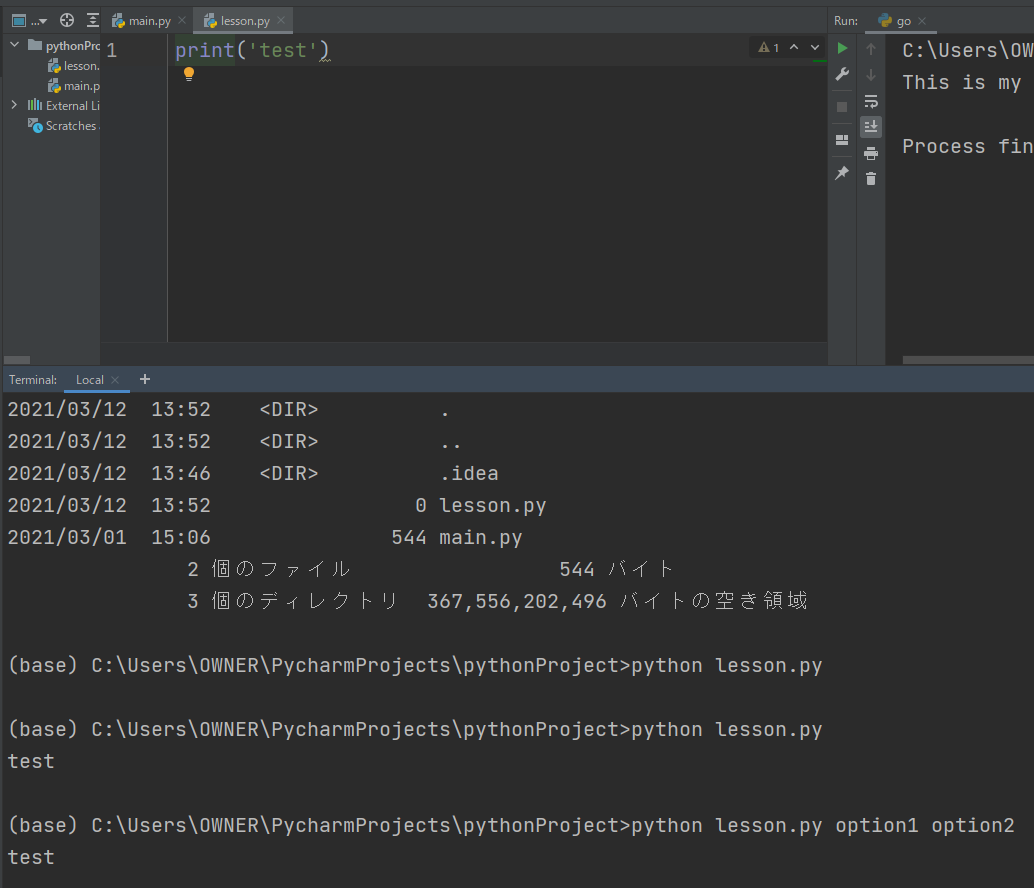 ... main.py lesson.py Run: go
pythonPrc
lesson.
main.p
External Li
Scratches
1 print('test')
1
C:\Users\OW
This is my
Process fin
Terminal: Local +
2021/03/12 13:52 <DIR> .
2021/03/12 13:52 <DIR> ..
2021/03/12 13:46 <DIR> .idea
2021/03/12 13:52 0 lesson.py
2021/03/01 15:06 544 main.py
2 個のファイル 544 バイト
3 個のディレクトリ 367,556,202,496 バイトの空き領域
(base) C:\Users\OWNER\PycharmProjects\pythonProject>python lesson.py
(base) C:\Users\OWNER\PycharmProjects\pythonProject>python lesson.py
test
(base) C:\Users\OWNER\PycharmProjects\pythonProject>python lesson.py option1 option2
test